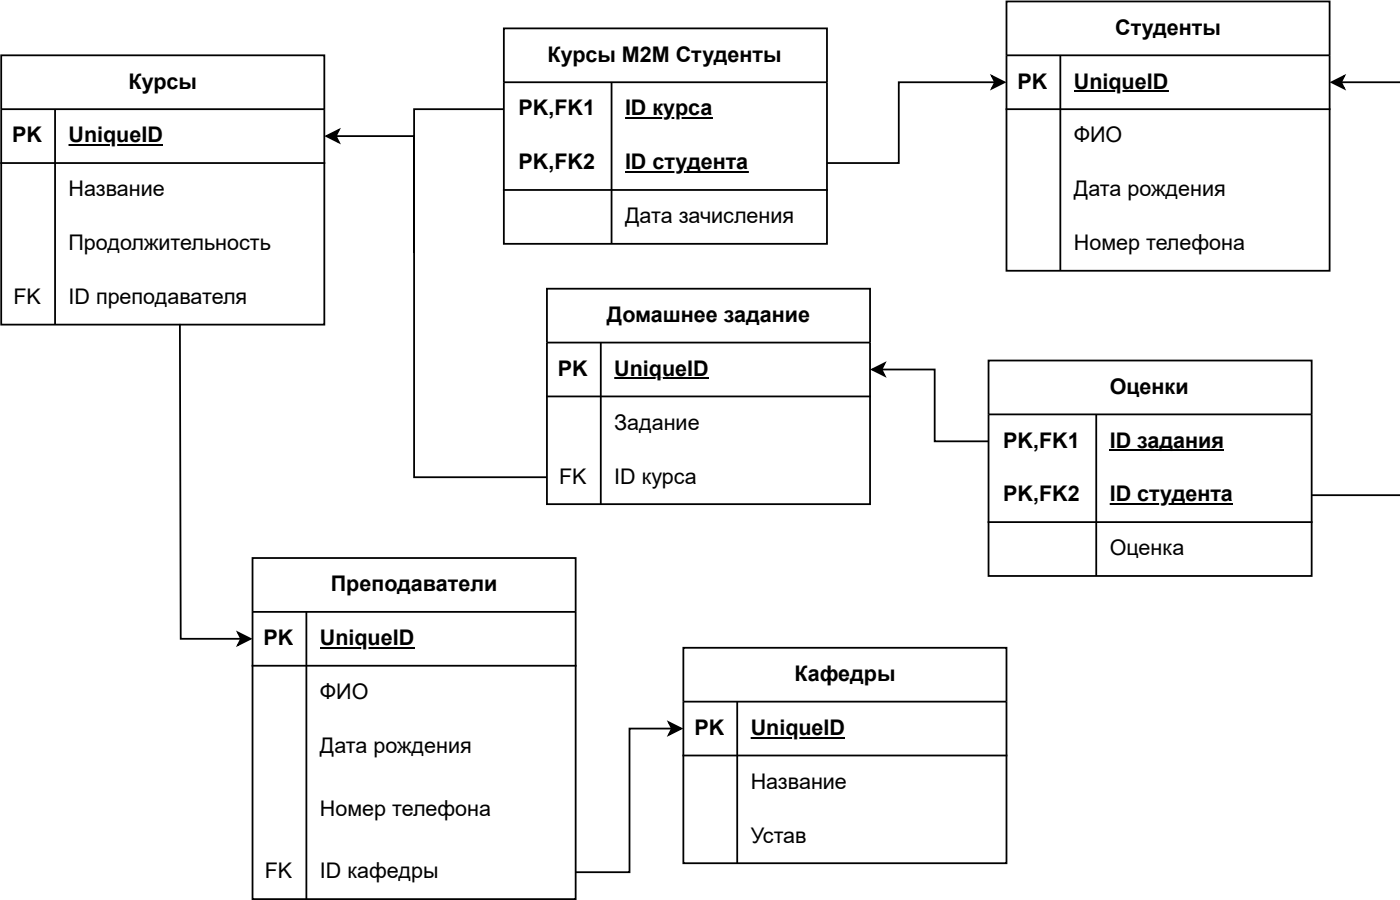 Курсы
PK UniqueID
Название
Продолжительность
FK ID преподавателя
Курсы M2M Студенты
PK,FK1 ID курса
PK,FK2 ID студента
Дата зачисления
Студенты
PK UniqueID
ФИО
Дата рождения
Номер телефона
Домашнее задание
PK UniqueID
Задание
FK ID курса
Оценки
PK,FK1 ID задания
PK,FK2 ID студента
Оценка
Преподаватели
PK UniqueID
ФИО
Дата рождения
Номер телефона
FK ID кафедры
Кафедры
PK UniqueID
Название
Устав